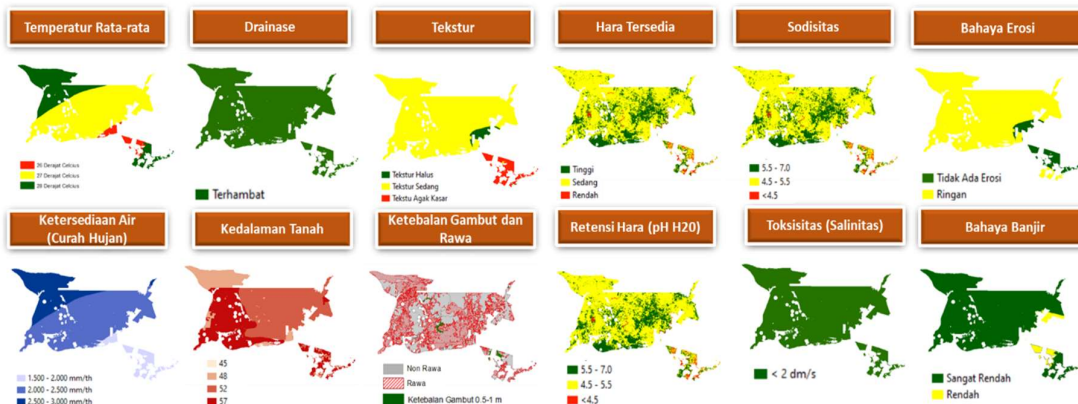 Temperatur Rata-rata
26 Derajat Celcius
27 Derajat Celcius
28 Derajat Celcius
Drainase
Terhambat
Tekstur
Tekstur Halus
Tekstur Sedang
Tekstu Agak Kasar
Hara Tersedia
Tinggi
Sedang
Rendah
Sodisitas
5.5 - 7.0
4.5 - 5.5
<4.5
Bahaya Erosi
Tidak Ada Erosi
Ringan
Ketersediaan Air
(Curah Hujan)
1.500 - 2.000 mm/th
2.000 - 2.500 mm/th
2.500 - 3.000 mm/th
Kedalaman Tanah
45
48
52
57
Ketebalan Gambut dan
Rawa
Non Rawa
Rawa
Ketebalan Gambut 0.5-1 m
Retensi Hara (pH H20)
5.5 - 7.0
4.5 - 5.5
<4.5
Toksisitas (Salinitas)
< 2 dm/s
Bahaya Banjir
Sangat Rendah
Rendah